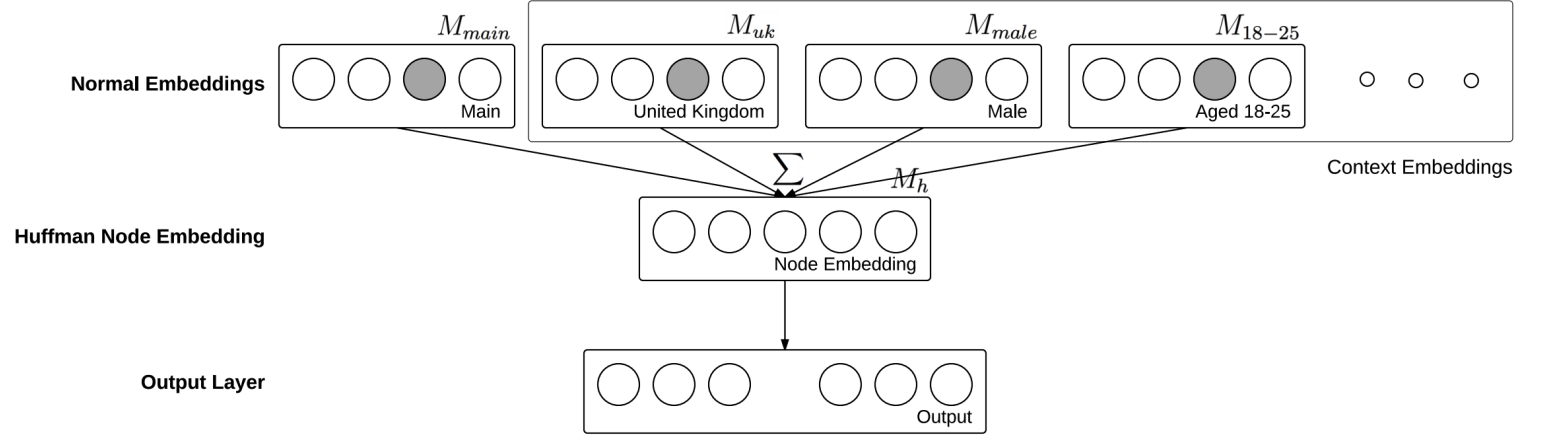 M_main M_uk M_male M_18−25
Normal Embeddings
Main United Kingdom Male Aged 18-25
∑
Context Embeddings
M_h
Huffman Node Embedding
Node Embedding
Output Layer
Output